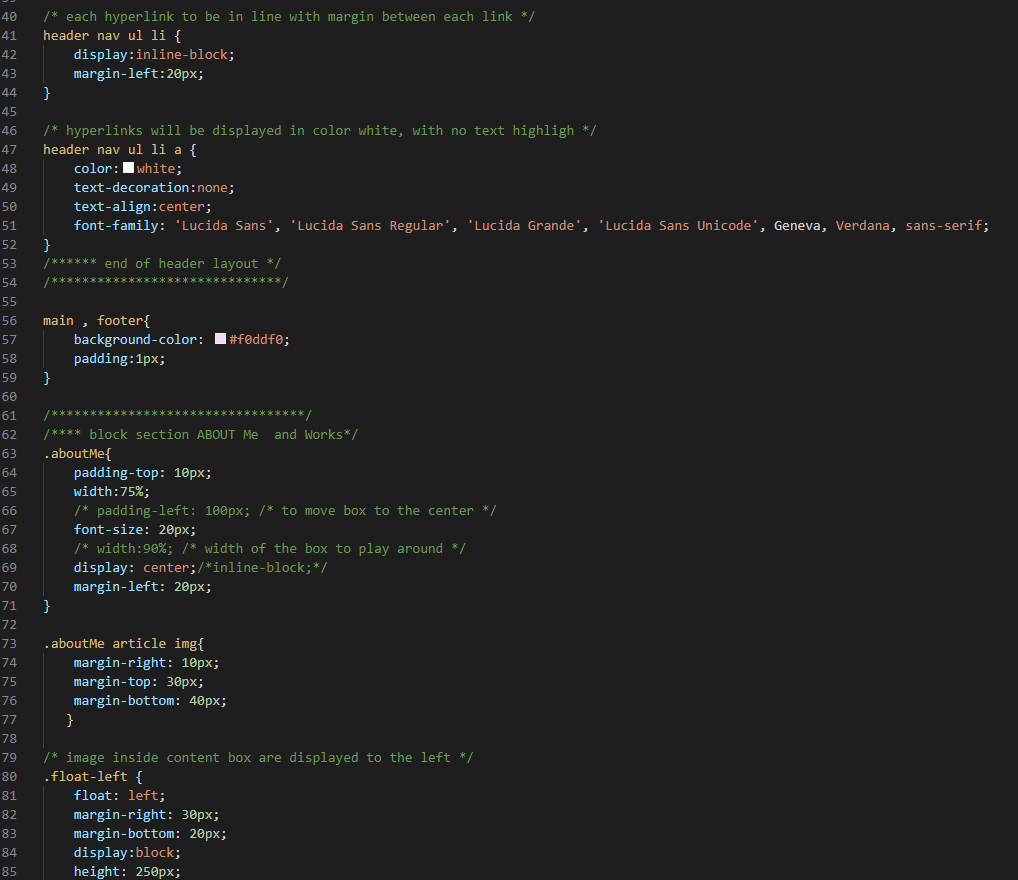 40 /* each hyperlink to be in line with margin between each link */
41 header nav ul li {
42 display:inline-block;
43 margin-left:20px;
44 }
45
46 /* hyperlinks will be displayed in color white, with no text highligh */
47 header nav ul li a {
48 color:white;
49 text-decoration:none;
50 text-align:center;
51 font-family: 'Lucida Sans', 'Lucida Sans Regular', 'Lucida Grande', 'Lucida Sans Unicode', Geneva, Verdana, sans-serif;
52 }
53 /****** end of header layout */
54 /******************************/
55
56 main , footer{
57 background-color: #f0ddf0;
58 padding:1px;
59 }
60
61 /*********************************/
62 /**** block section ABOUT Me  and Works*/
63 .aboutMe{
64 padding-top: 10px;
65 width:75%;
66 /* padding-left: 100px; /* to move box to the center */
67 font-size: 20px;
68 /* width:90%; /* width of the box to play around */
69 display: center;/*inline-block;*/
70 margin-left: 20px;
71 }
72
73 .aboutMe article img{
74 margin-right: 10px;
75 margin-top: 30px;
76 margin-bottom: 40px;
77 }
78
79 /* image inside content box are displayed to the left */
80 .float-left {
81 float: left;
82 margin-right: 30px;
83 margin-bottom: 20px;
84 display:block;
85 height: 250px;